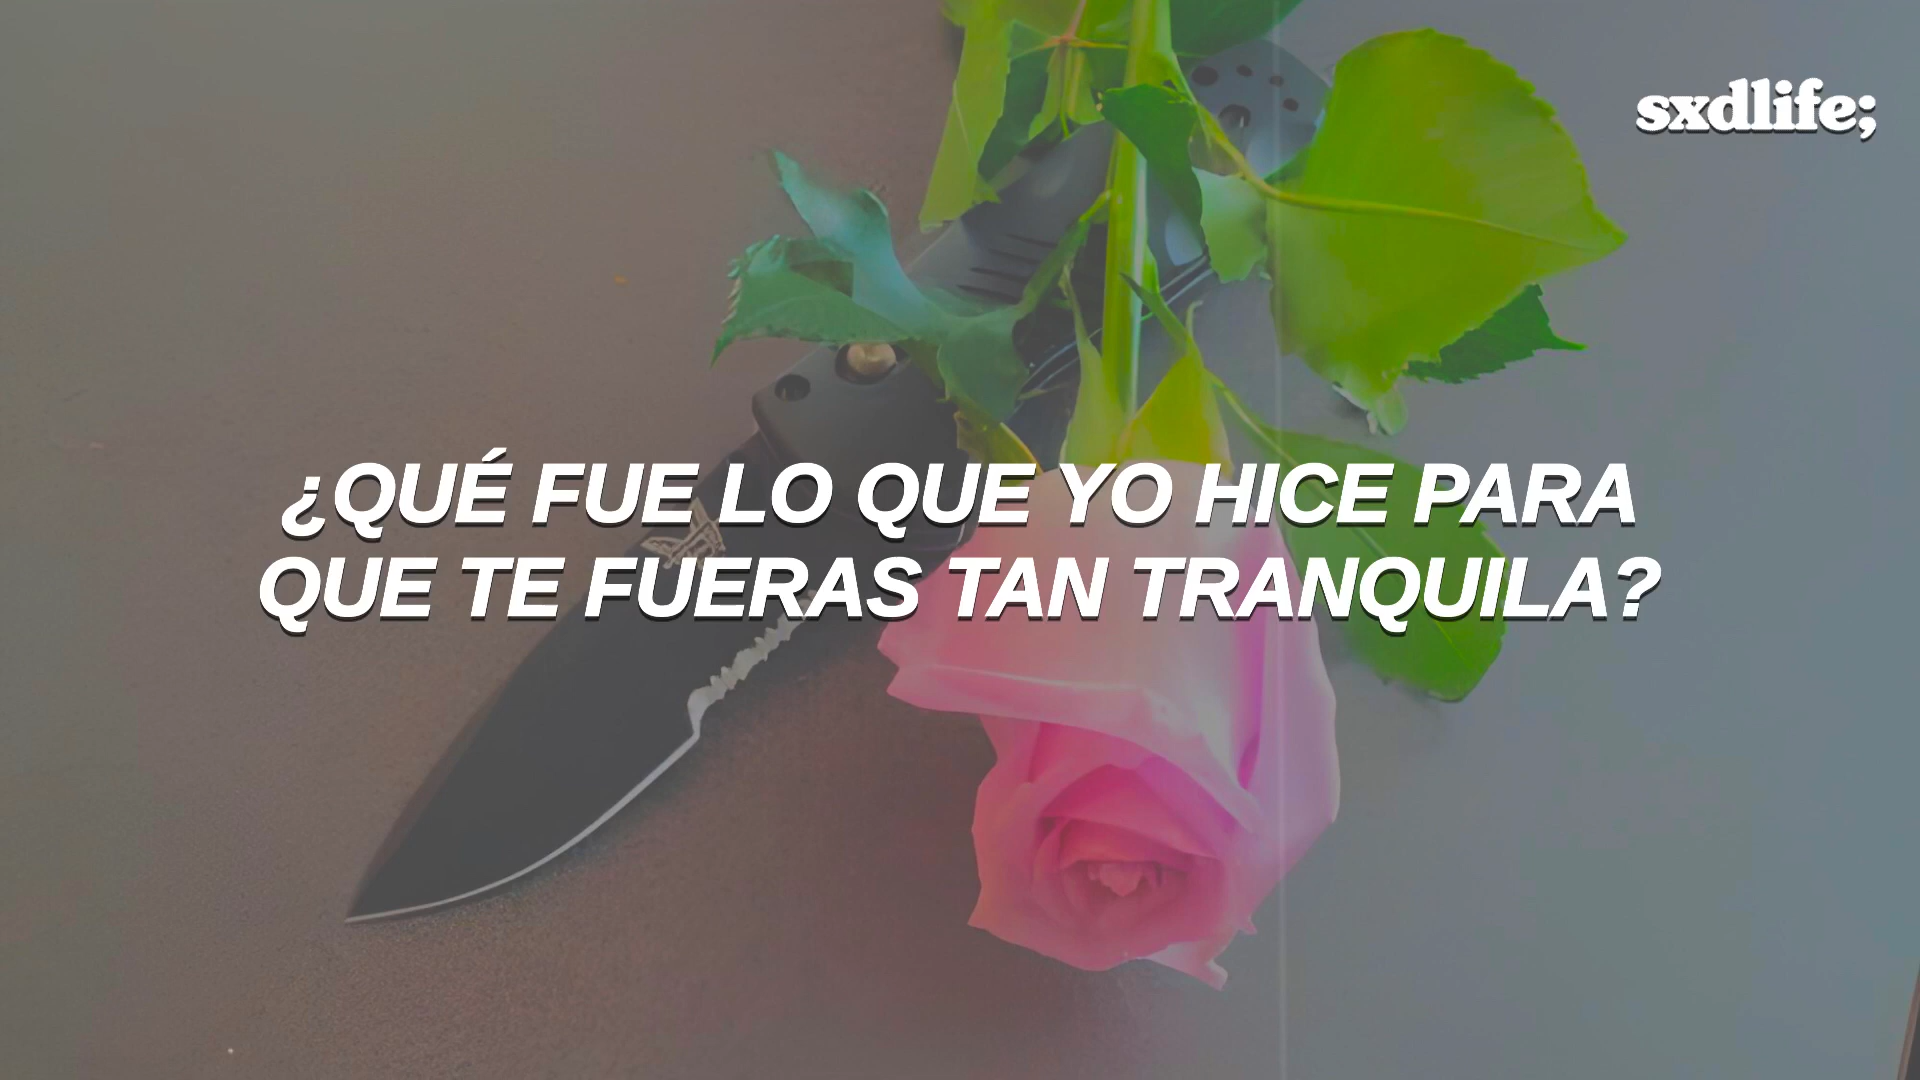 sxdlife;
¿QUÉ FUE LO QUE YO HICE PARA
QUE TE FUERAS TAN TRANQUILA?